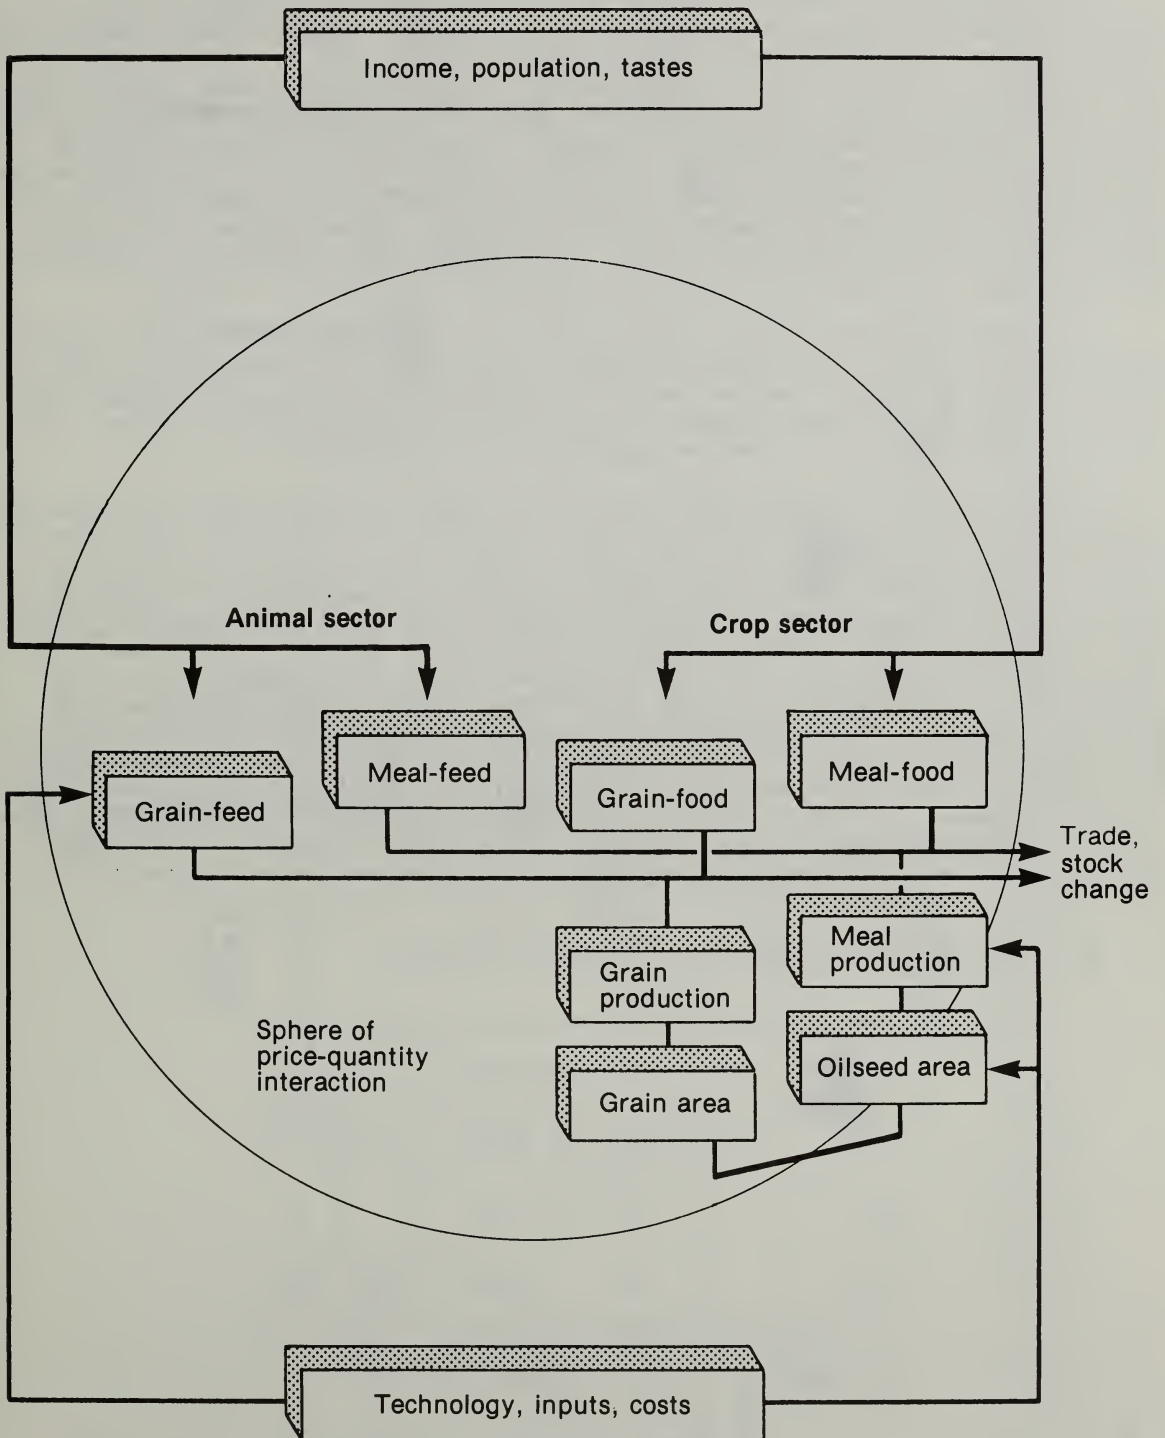 Income, population, tastes
Animal sector
Crop sector
Meal-feed
Meal-food
Grain-feed
Grain-food
Trade,
stock
change
Meal
production
Grain
production
Sphere of
price-quantity
interaction
Oilseed area
Grain area
Technology, inputs, costs